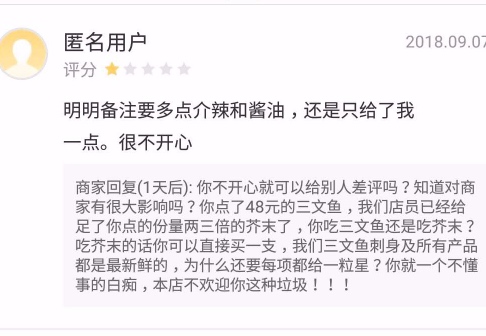 匿名用户
2018.09.07
评分
明明备注要多点介辣和酱油，还是只给了我
一点。很不开心
商家回复(1天后): 你不开心就可以给别人差评吗？知道对商
家有很大影响吗？你点了48元的三文鱼，我们店员已经给
足了你点的份量两三倍的芥末了，你吃三文鱼还是吃芥末？
吃芥末的话你可以直接买一支，我们三文鱼刺身及所有产品
都是最新鲜的，为什么还要每项都给一粒星？你就一个不懂
事的白痴，本店不欢迎你这种垃圾！！！